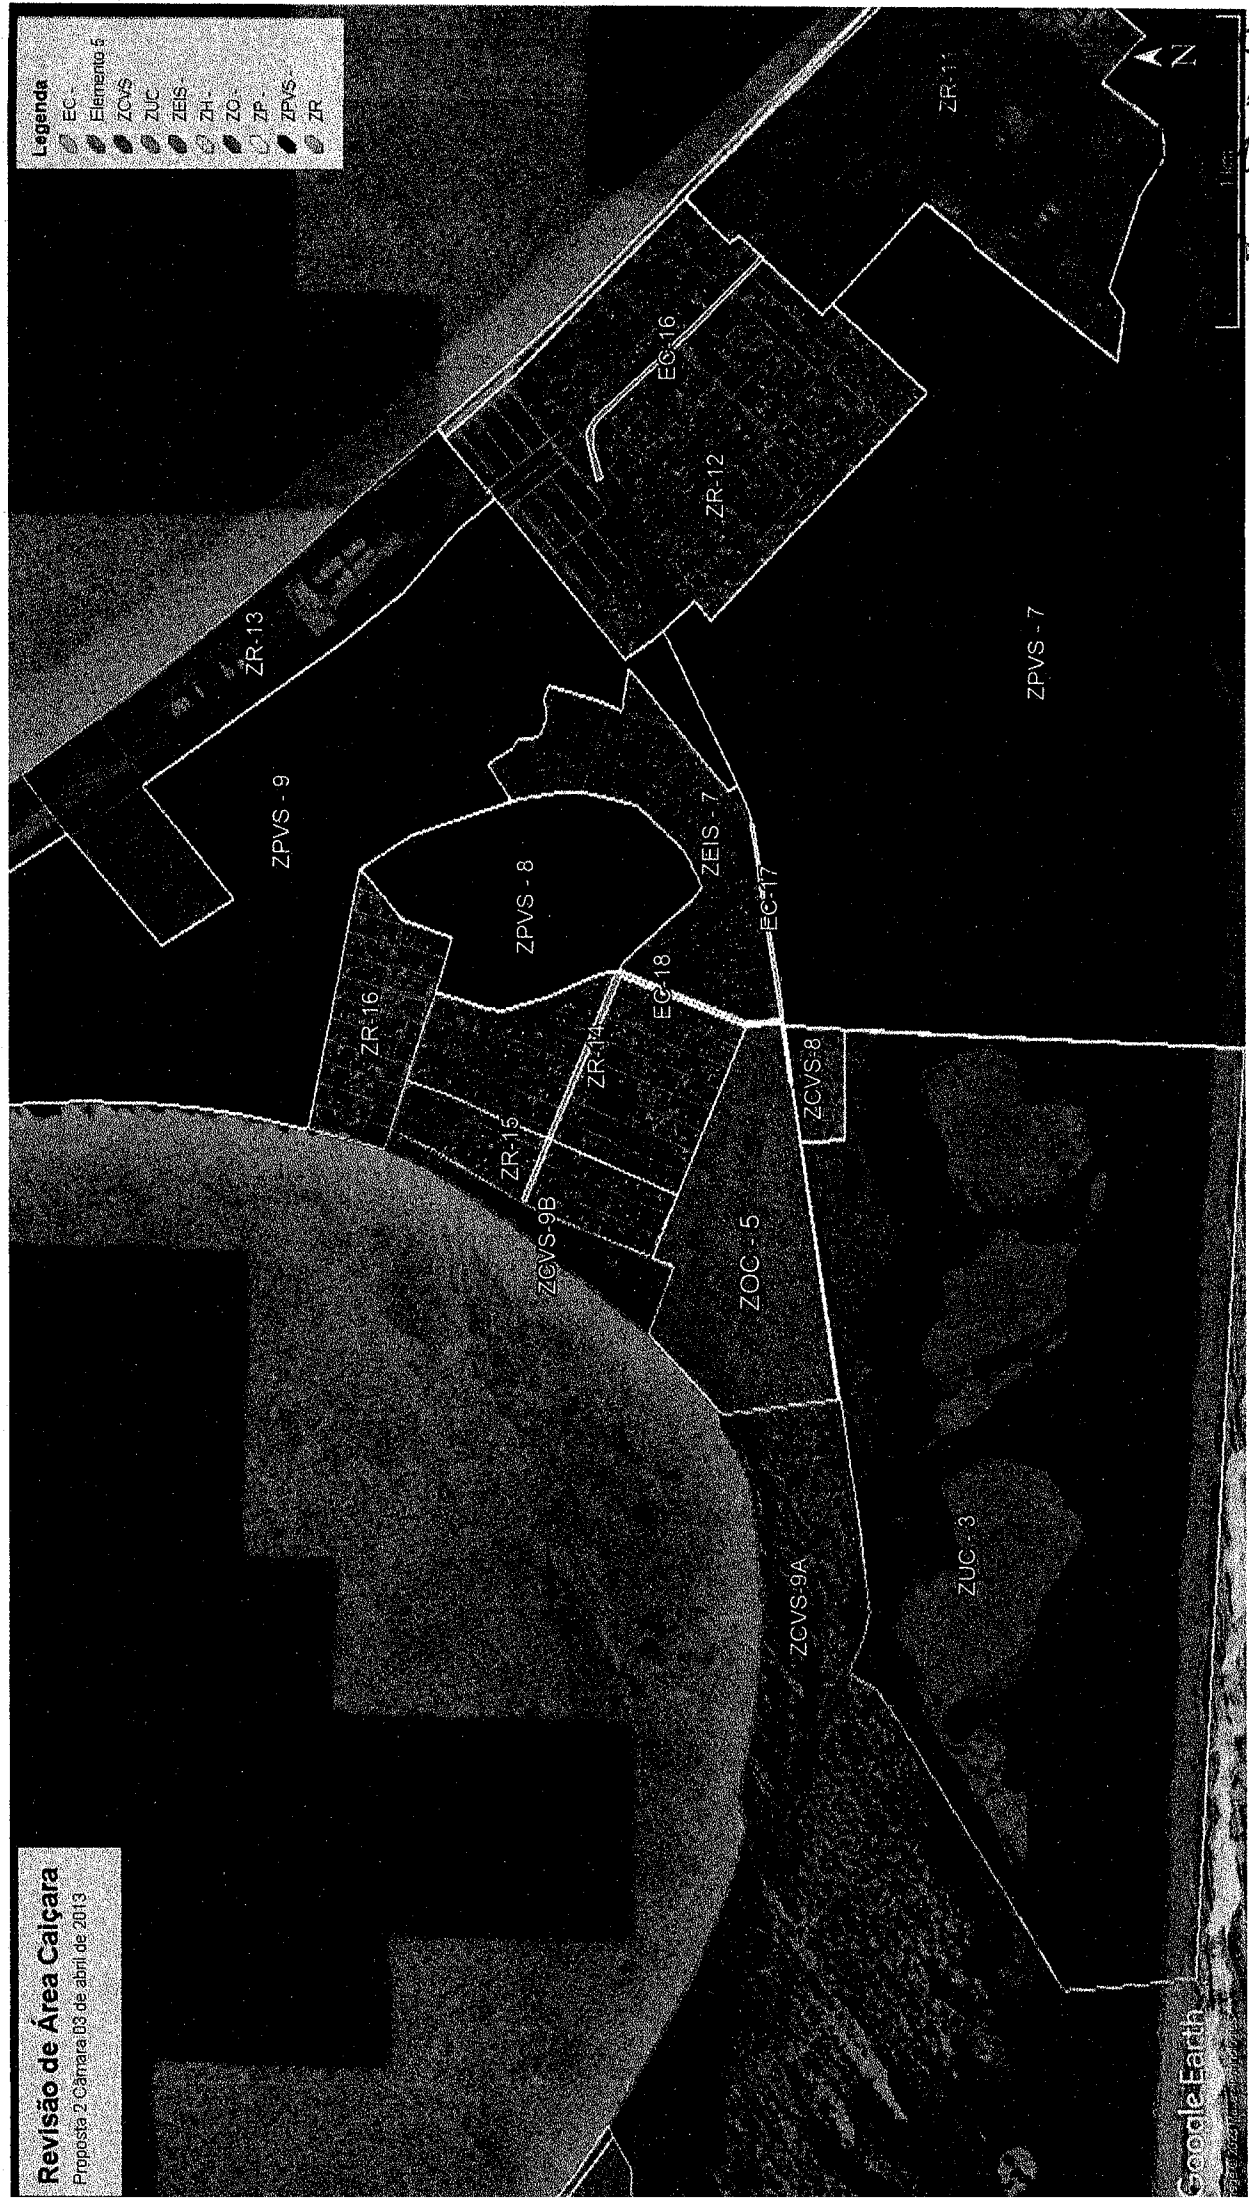 Revisão de Área Caiçara
Proposta 2 Câmara 03 de abril de 2013
Legenda
EC -
Elemento 5
ZCVS
ZUC
ZEIS -
ZH -
ZO -
ZP -
ZPVS -
ZR
ZR-13
ZPVS - 9
ZR-16
ZPVS - 8
ZR-15
ZCVS-9B
ZR-14
EC-18
EC-16
ZR-12
ZR-11
ZEIS - 7
ZOC - 5
EC-17
ZCVS-9A
ZCVS-8
ZUC - 3
ZPVS - 7
N
1 km
Google Earth